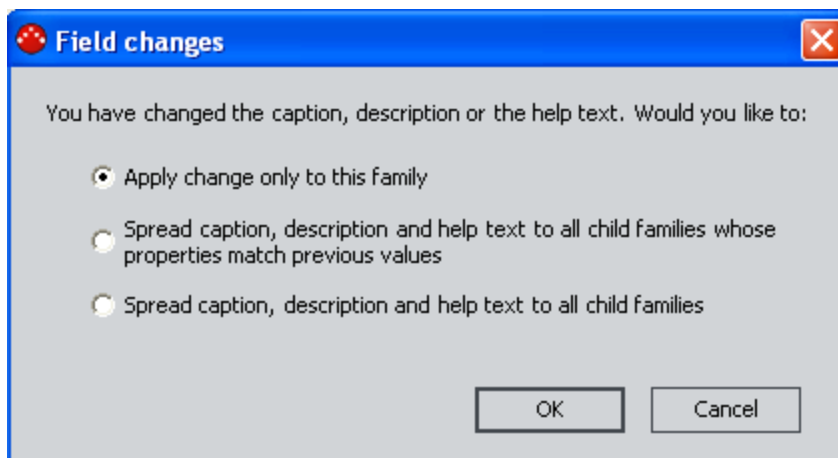 Field changes
You have changed the caption, description or the help text. Would you like to:
Apply change only to this family
Spread caption, description and help text to all child families whose
properties match previous values
Spread caption, description and help text to all child families
OK
Cancel